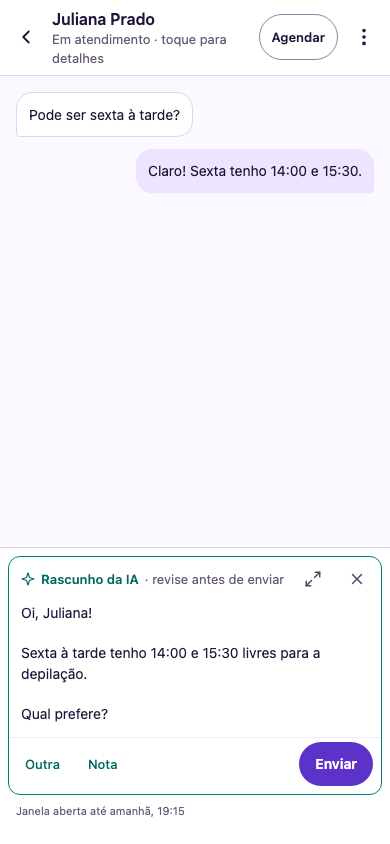 Juliana Prado
Em atendimento · toque para
detalhes
Agendar
Pode ser sexta à tarde?
Claro! Sexta tenho 14:00 e 15:30.
Rascunho da IA · revise antes de enviar
Oi, Juliana!
Sexta à tarde tenho 14:00 e 15:30 livres para a
depilação.
Qual prefere?
Outra
Nota
Enviar
Janela aberta até amanhã, 19:15